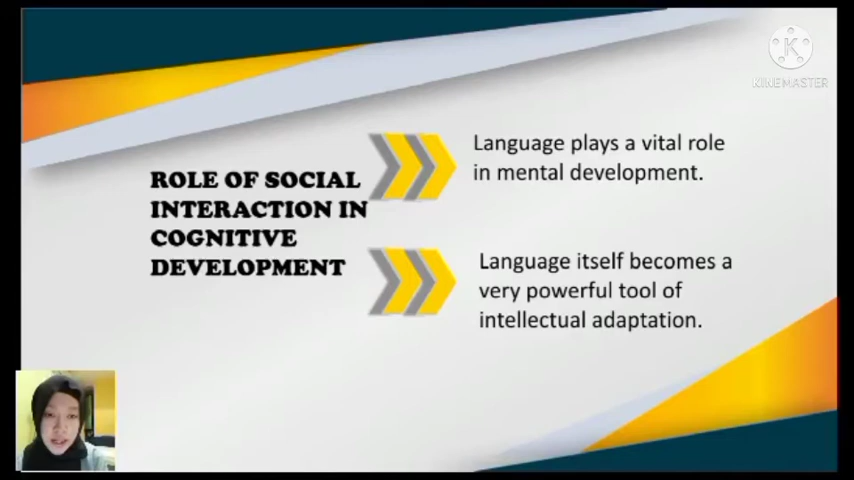 K
KINEMASTER
ROLE OF SOCIAL
INTERACTION IN
COGNITIVE
DEVELOPMENT
Language plays a vital role
in mental development.
Language itself becomes a
very powerful tool of
intellectual adaptation.